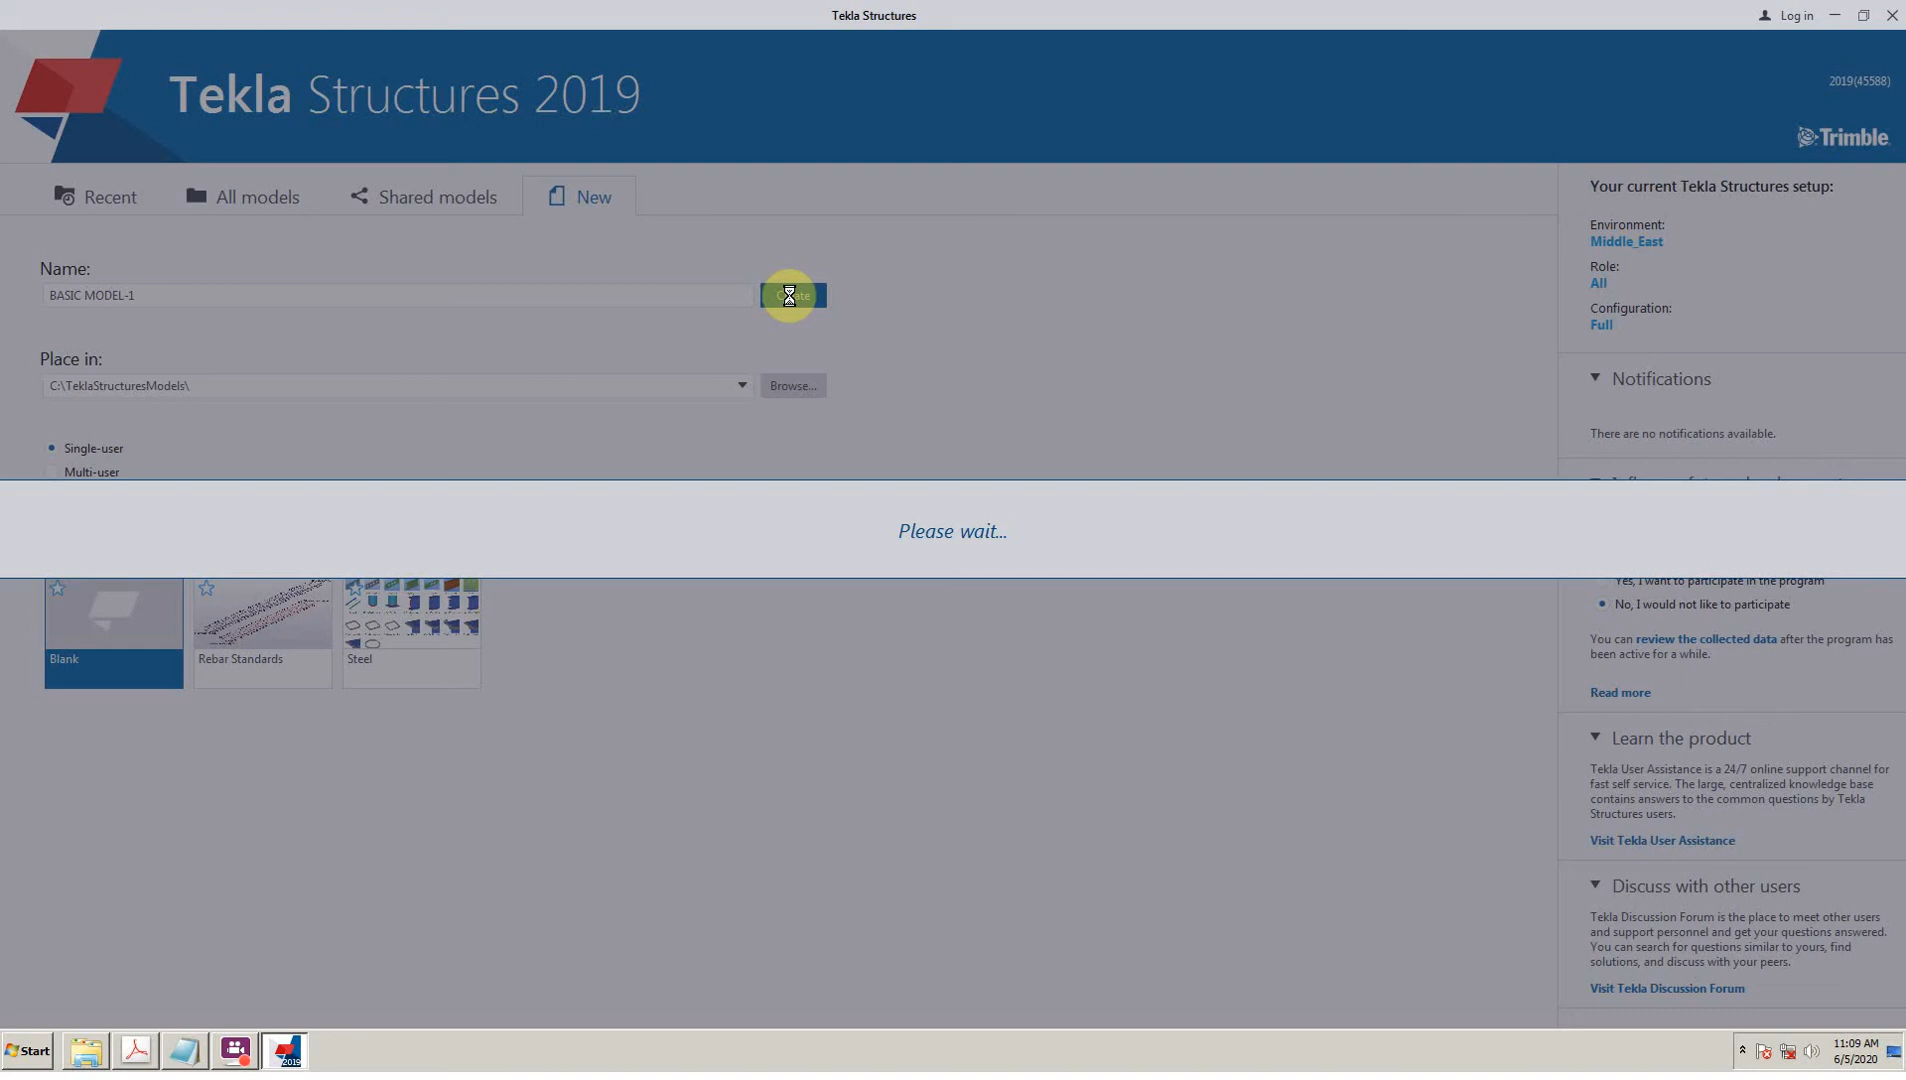 Tekla Structures
Log in
Tekla Structures 2019
2019(45588)
Trimble
Recent
All models
Shared models
New
Name:
BASIC MODEL-1
Create
Place in:
C:\TeklaStructuresModels\
Browse...
Single-user
Multi-user
Please wait...
Blank
Rebar Standards
Steel
Your current Tekla Structures setup:
Environment:
Middle_East
Role:
All
Configuration:
Full
Notifications
There are no notifications available.
Yes, I want to participate in the program
No, I would not like to participate
You can review the collected data after the program has
been active for a while.
Read more
Learn the product
Tekla User Assistance is a 24/7 online support channel for
fast self service. The large, centralized knowledge base
contains answers to the common questions by Tekla
Structures users.
Visit Tekla User Assistance
Discuss with other users
Tekla Discussion Forum is the place to meet other users
and support personnel and get your questions answered.
You can search for questions similar to yours, find
solutions, and discuss with your peers.
Visit Tekla Discussion Forum
Start
2019
11:09 AM
6/5/2020